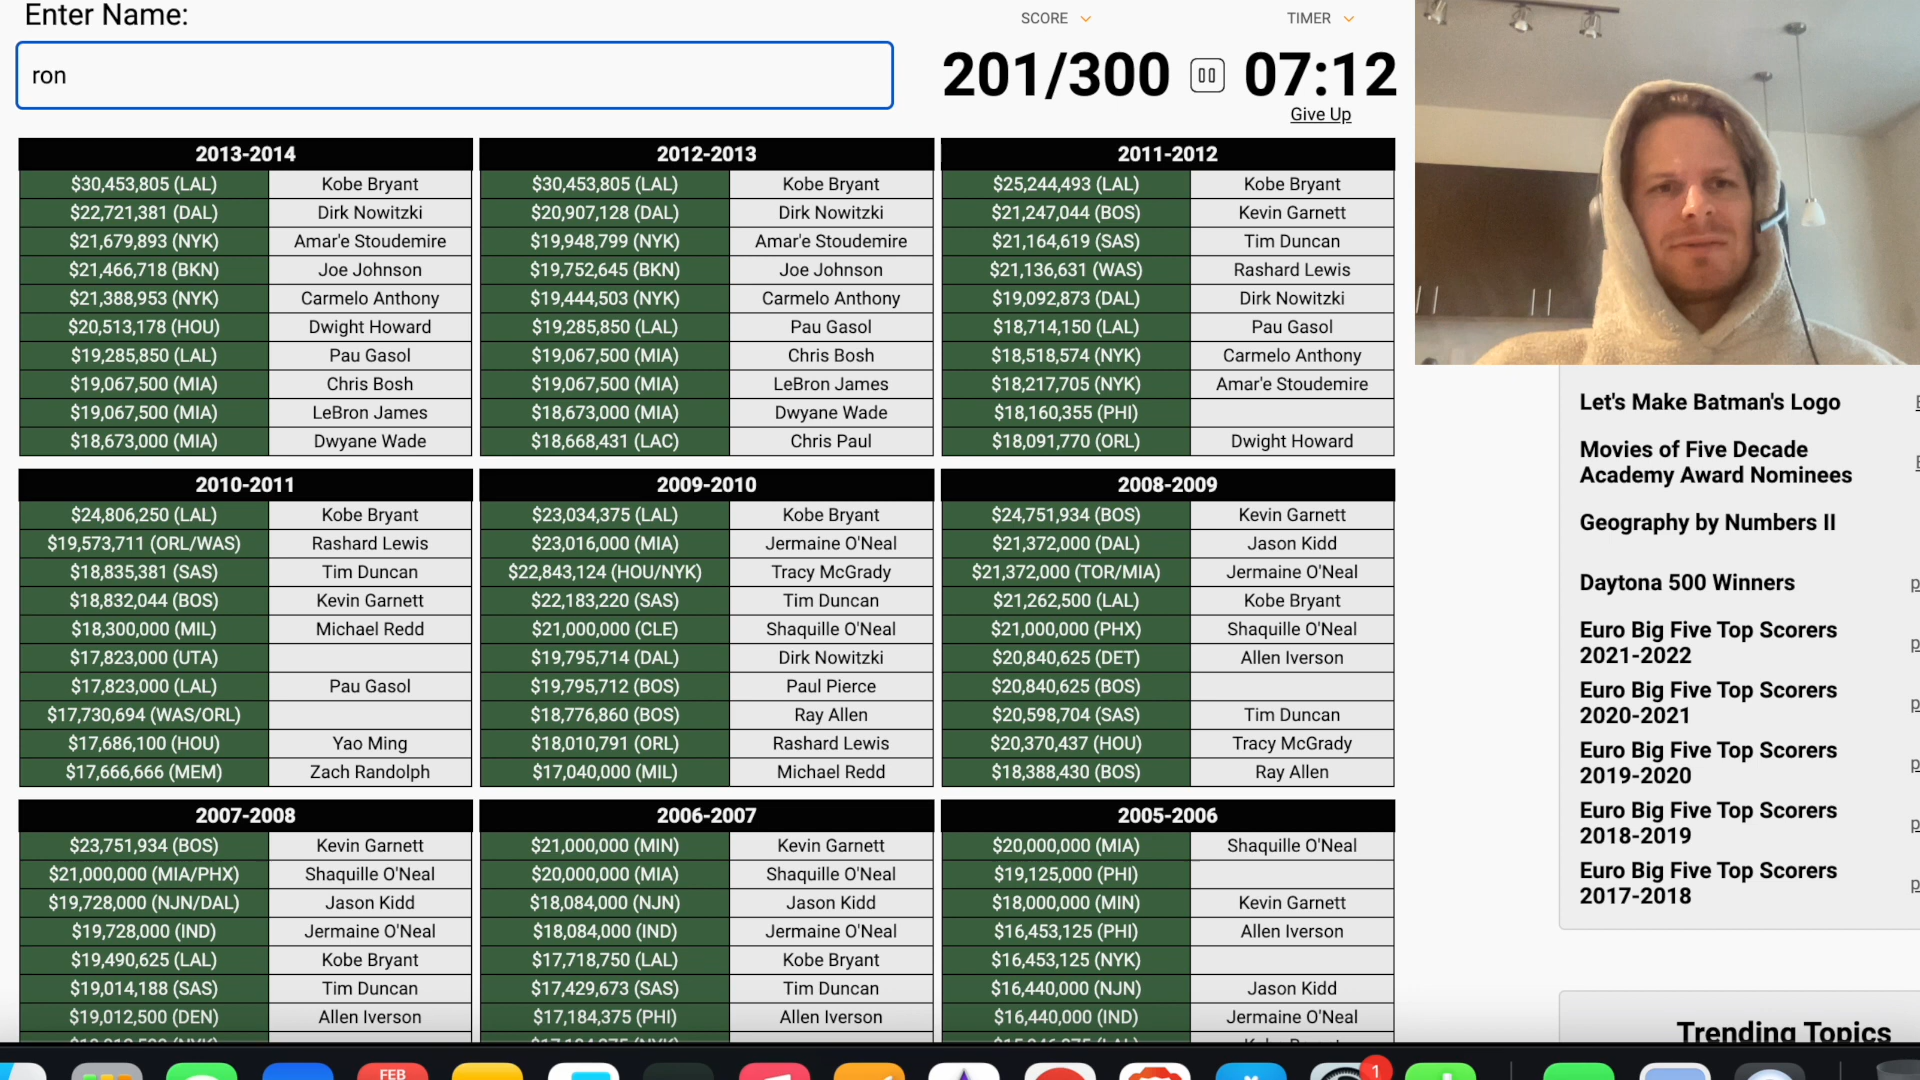 Enter Name:
ron
SCORE
TIMER
201/300
07:12
Give Up
2013-2014
$30,453,805 (LAL) Kobe Bryant
$22,721,381 (DAL) Dirk Nowitzki
$21,679,893 (NYK) Amar'e Stoudemire
$21,466,718 (BKN) Joe Johnson
$21,388,953 (NYK) Carmelo Anthony
$20,513,178 (HOU) Dwight Howard
$19,285,850 (LAL) Pau Gasol
$19,067,500 (MIA) Chris Bosh
$19,067,500 (MIA) LeBron James
$18,673,000 (MIA) Dwyane Wade
2012-2013
$30,453,805 (LAL) Kobe Bryant
$20,907,128 (DAL) Dirk Nowitzki
$19,948,799 (NYK) Amar'e Stoudemire
$19,752,645 (BKN) Joe Johnson
$19,444,503 (NYK) Carmelo Anthony
$19,285,850 (LAL) Pau Gasol
$19,067,500 (MIA) Chris Bosh
$19,067,500 (MIA) LeBron James
$18,673,000 (MIA) Dwyane Wade
$18,668,431 (LAC) Chris Paul
2011-2012
$25,244,493 (LAL) Kobe Bryant
$21,247,044 (BOS) Kevin Garnett
$21,164,619 (SAS) Tim Duncan
$21,136,631 (WAS) Rashard Lewis
$19,092,873 (DAL) Dirk Nowitzki
$18,714,150 (LAL) Pau Gasol
$18,518,574 (NYK) Carmelo Anthony
$18,217,705 (NYK) Amar'e Stoudemire
$18,160,355 (PHI)
$18,091,770 (ORL) Dwight Howard
2010-2011
$24,806,250 (LAL) Kobe Bryant
$19,573,711 (ORL/WAS) Rashard Lewis
$18,835,381 (SAS) Tim Duncan
$18,832,044 (BOS) Kevin Garnett
$18,300,000 (MIL) Michael Redd
$17,823,000 (UTA)
$17,823,000 (LAL) Pau Gasol
$17,730,694 (WAS/ORL)
$17,686,100 (HOU) Yao Ming
$17,666,666 (MEM) Zach Randolph
2009-2010
$23,034,375 (LAL) Kobe Bryant
$23,016,000 (MIA) Jermaine O'Neal
$22,843,124 (HOU/NYK) Tracy McGrady
$22,183,220 (SAS) Tim Duncan
$21,000,000 (CLE) Shaquille O'Neal
$19,795,714 (DAL) Dirk Nowitzki
$19,795,712 (BOS) Paul Pierce
$18,776,860 (BOS) Ray Allen
$18,010,791 (ORL) Rashard Lewis
$17,040,000 (MIL) Michael Redd
2008-2009
$24,751,934 (BOS) Kevin Garnett
$21,372,000 (DAL) Jason Kidd
$21,372,000 (TOR/MIA) Jermaine O'Neal
$21,262,500 (LAL) Kobe Bryant
$21,000,000 (PHX) Shaquille O'Neal
$20,840,625 (DET) Allen Iverson
$20,840,625 (BOS)
$20,598,704 (SAS) Tim Duncan
$20,370,437 (HOU) Tracy McGrady
$18,388,430 (BOS) Ray Allen
2007-2008
$23,751,934 (BOS) Kevin Garnett
$21,000,000 (MIA/PHX) Shaquille O'Neal
$19,728,000 (NJN/DAL) Jason Kidd
$19,728,000 (IND) Jermaine O'Neal
$19,490,625 (LAL) Kobe Bryant
$19,014,188 (SAS) Tim Duncan
$19,012,500 (DEN) Allen Iverson
2006-2007
$21,000,000 (MIN) Kevin Garnett
$20,000,000 (MIA) Shaquille O'Neal
$18,084,000 (NJN) Jason Kidd
$18,084,000 (IND) Jermaine O'Neal
$17,718,750 (LAL) Kobe Bryant
$17,429,673 (SAS) Tim Duncan
$17,184,375 (PHI) Allen Iverson
2005-2006
$20,000,000 (MIA) Shaquille O'Neal
$19,125,000 (PHI)
$18,000,000 (MIN) Kevin Garnett
$16,453,125 (PHI) Allen Iverson
$16,453,125 (NYK)
$16,440,000 (NJN) Jason Kidd
$16,440,000 (IND) Jermaine O'Neal
Let's Make Batman's Logo
Movies of Five Decade
Academy Award Nominees
Geography by Numbers II
Daytona 500 Winners
Euro Big Five Top Scorers
2021-2022
Euro Big Five Top Scorers
2020-2021
Euro Big Five Top Scorers
2019-2020
Euro Big Five Top Scorers
2018-2019
Euro Big Five Top Scorers
2017-2018
Trending Topics
FEB
1